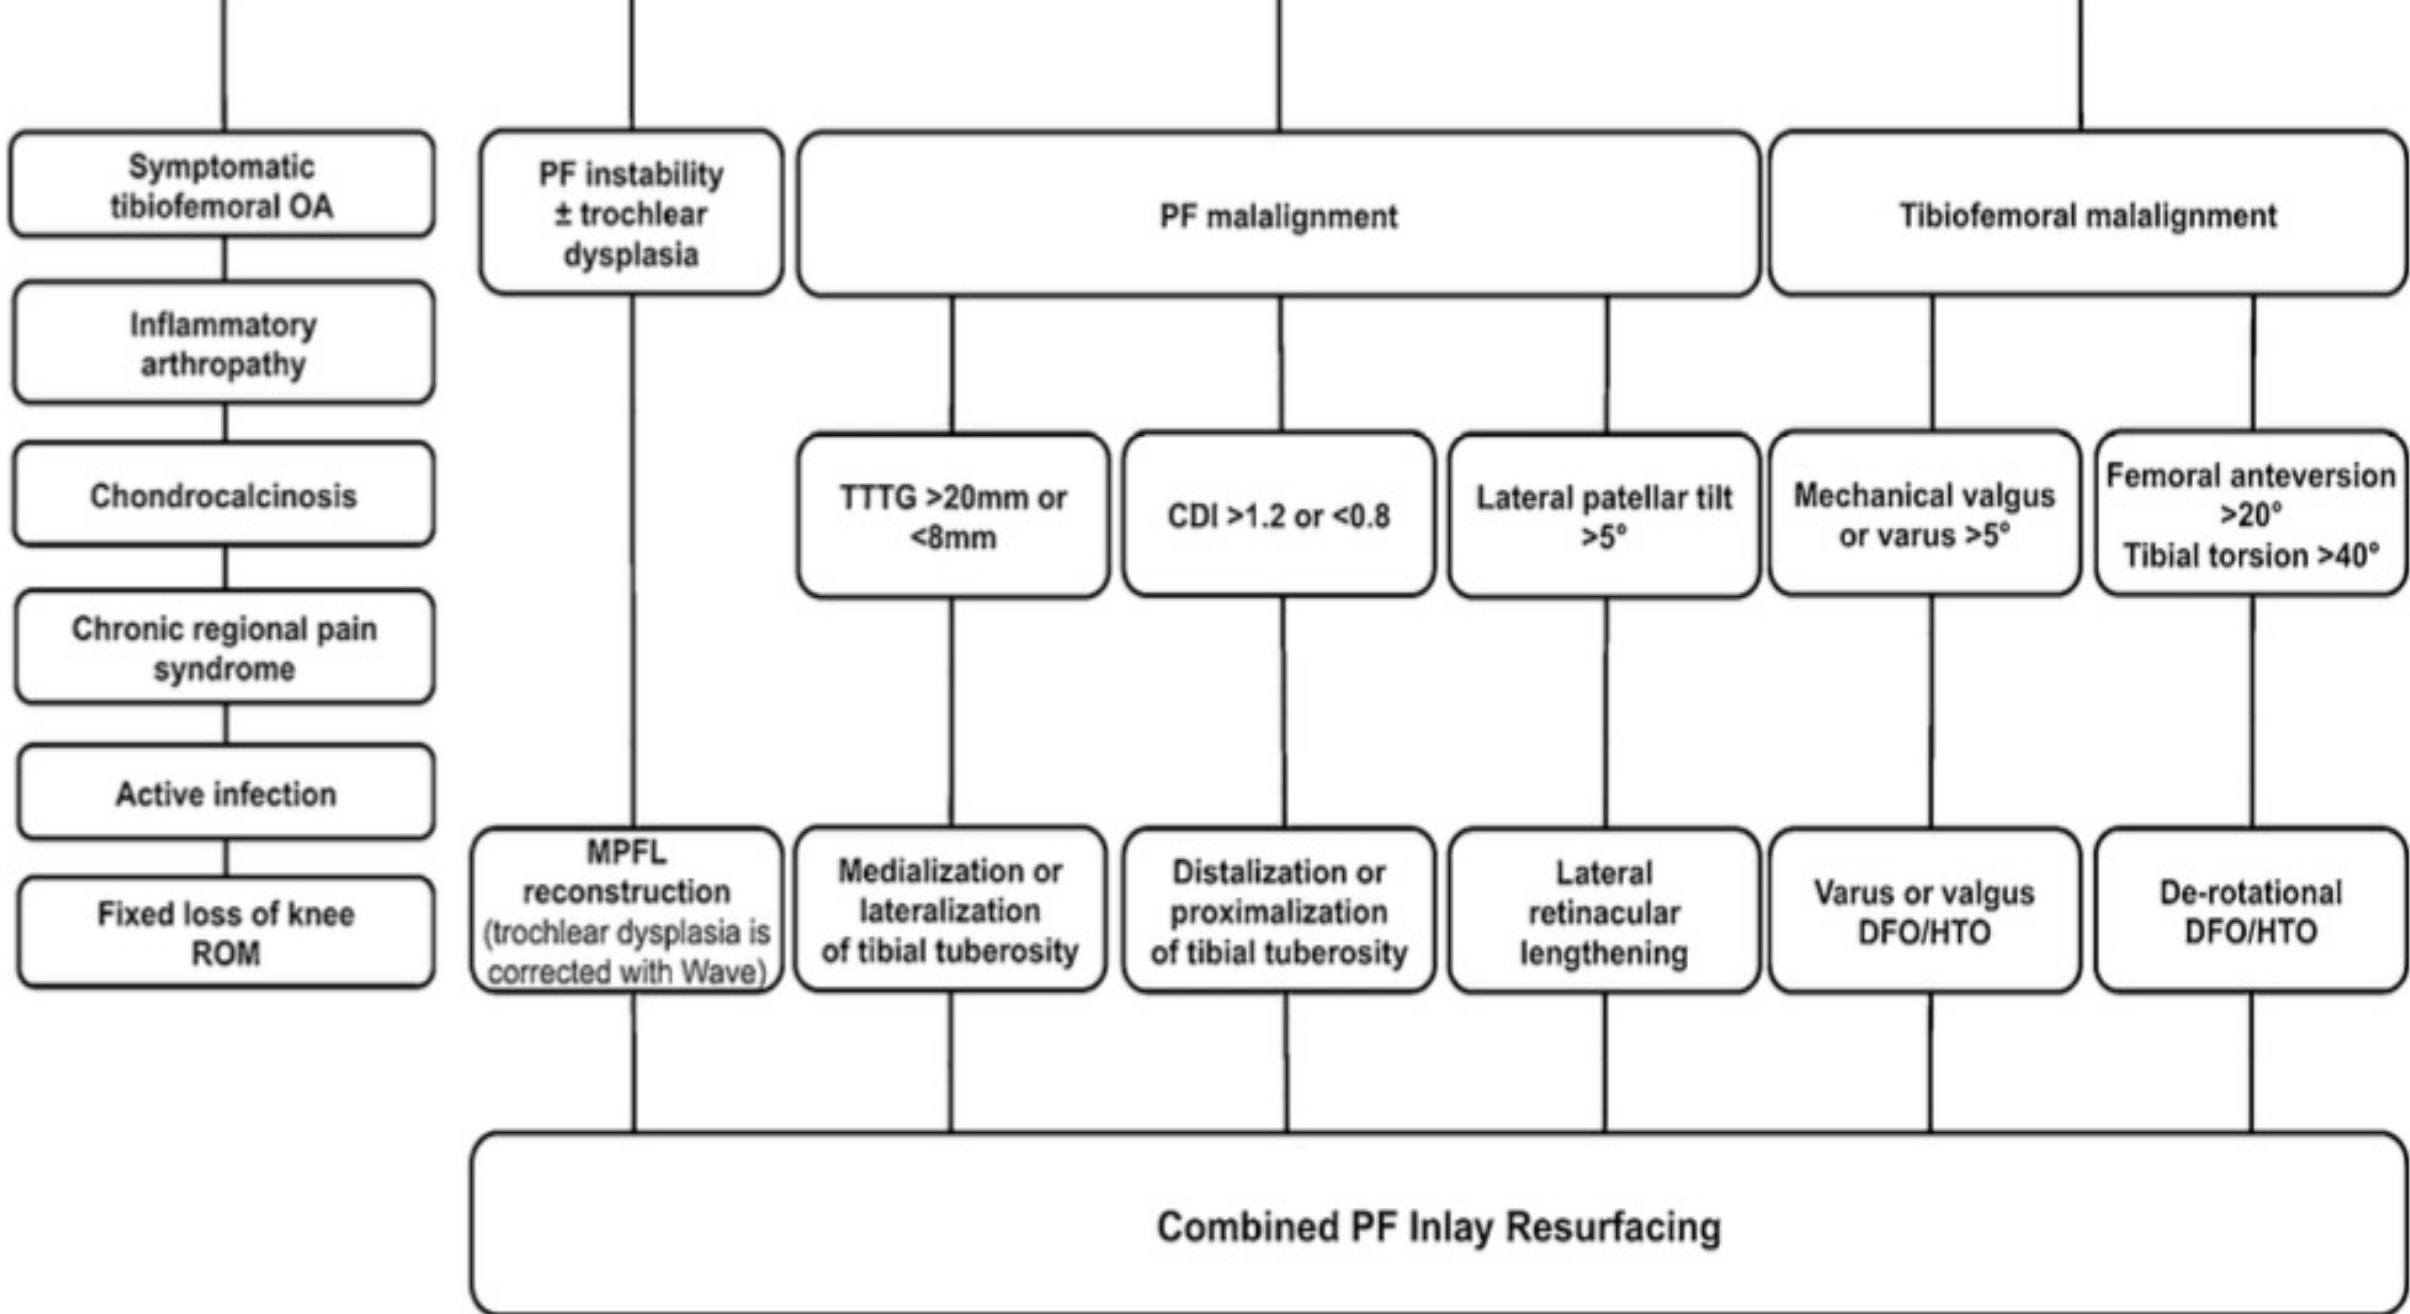 Symptomatic
tibiofemoral OA
Inflammatory
arthropathy
Chondrocalcinosis
Chronic regional pain
syndrome
Active infection
Fixed loss of knee
ROM
PF instability
± trochlear
dysplasia
MPFL
reconstruction
(trochlear dysplasia is
corrected with Wave)
PF malalignment
TTTG >20mm or
<8mm
Medialization or
lateralization
of tibial tuberosity
CDI >1.2 or <0.8
Distalization or
proximalization
of tibial tuberosity
Lateral patellar tilt
>5º
Lateral
retinacular
lengthening
Tibiofemoral malalignment
Mechanical valgus
or varus >5º
Varus or valgus
DFO/HTO
Femoral anteversion
>20º
Tibial torsion >40º
De-rotational
DFO/HTO
Combined PF Inlay Resurfacing